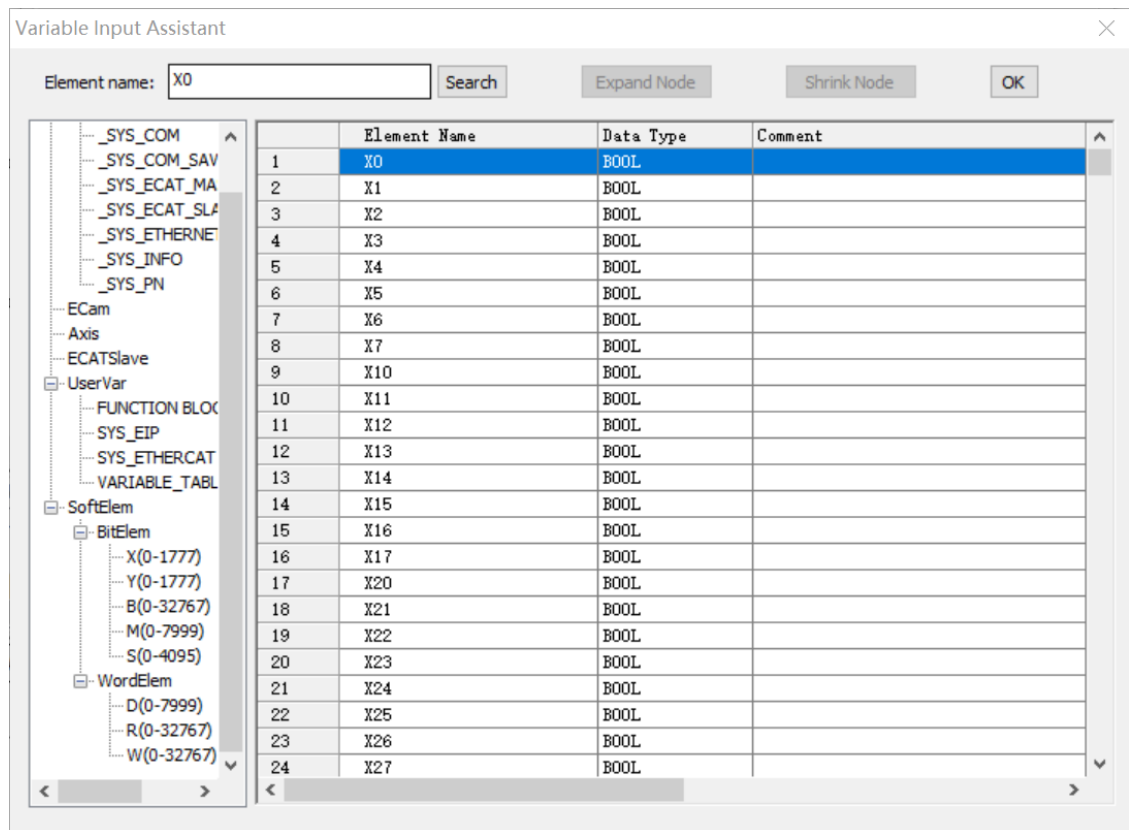 Variable Input Assistant
Element name: X0 Search Expand Node Shrink Node OK
_SYS_COM
_SYS_COM_SAV
_SYS_ECAT_MA
_SYS_ECAT_SLA
_SYS_ETHERNET
_SYS_INFO
_SYS_PN
ECam
Axis
ECATSlave
UserVar
FUNCTION BLOC
SYS_EIP
SYS_ETHERCAT
VARIABLE_TABL
SoftElem
BitElem
X(0-1777)
Y(0-1777)
B(0-32767)
M(0-7999)
S(0-4095)
WordElem
D(0-7999)
R(0-32767)
W(0-32767)
Element Name Data Type Comment
1 X0 BOOL
2 X1 BOOL
3 X2 BOOL
4 X3 BOOL
5 X4 BOOL
6 X5 BOOL
7 X6 BOOL
8 X7 BOOL
9 X10 BOOL
10 X11 BOOL
11 X12 BOOL
12 X13 BOOL
13 X14 BOOL
14 X15 BOOL
15 X16 BOOL
16 X17 BOOL
17 X20 BOOL
18 X21 BOOL
19 X22 BOOL
20 X23 BOOL
21 X24 BOOL
22 X25 BOOL
23 X26 BOOL
24 X27 BOOL